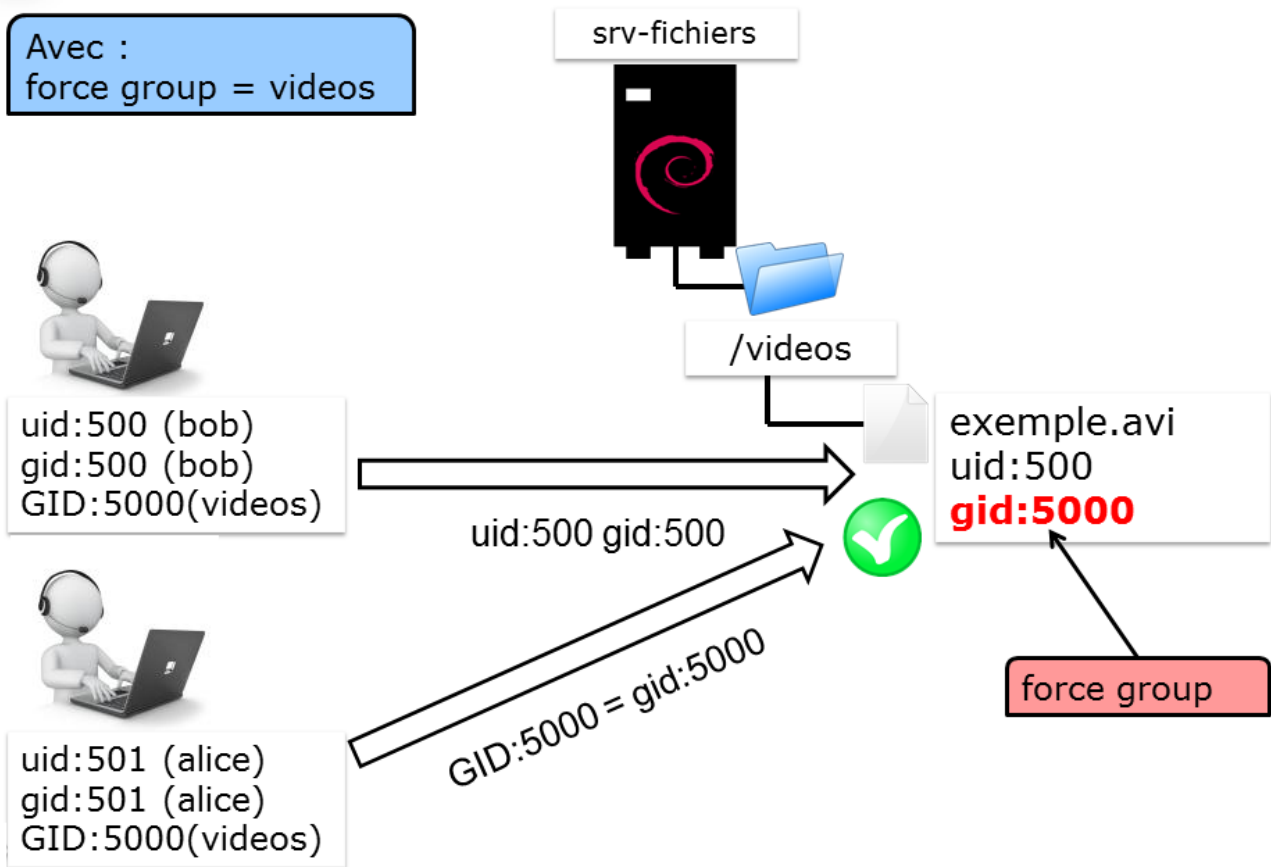 Avec :
force group = videos
srv-fichiers
/videos
uid:500 (bob)
gid:500 (bob)
GID:5000(videos)
uid:500 gid:500
exemple.avi
uid:500
gid:5000
GID:5000 = gid:5000
force group
uid:501 (alice)
gid:501 (alice)
GID:5000(videos)